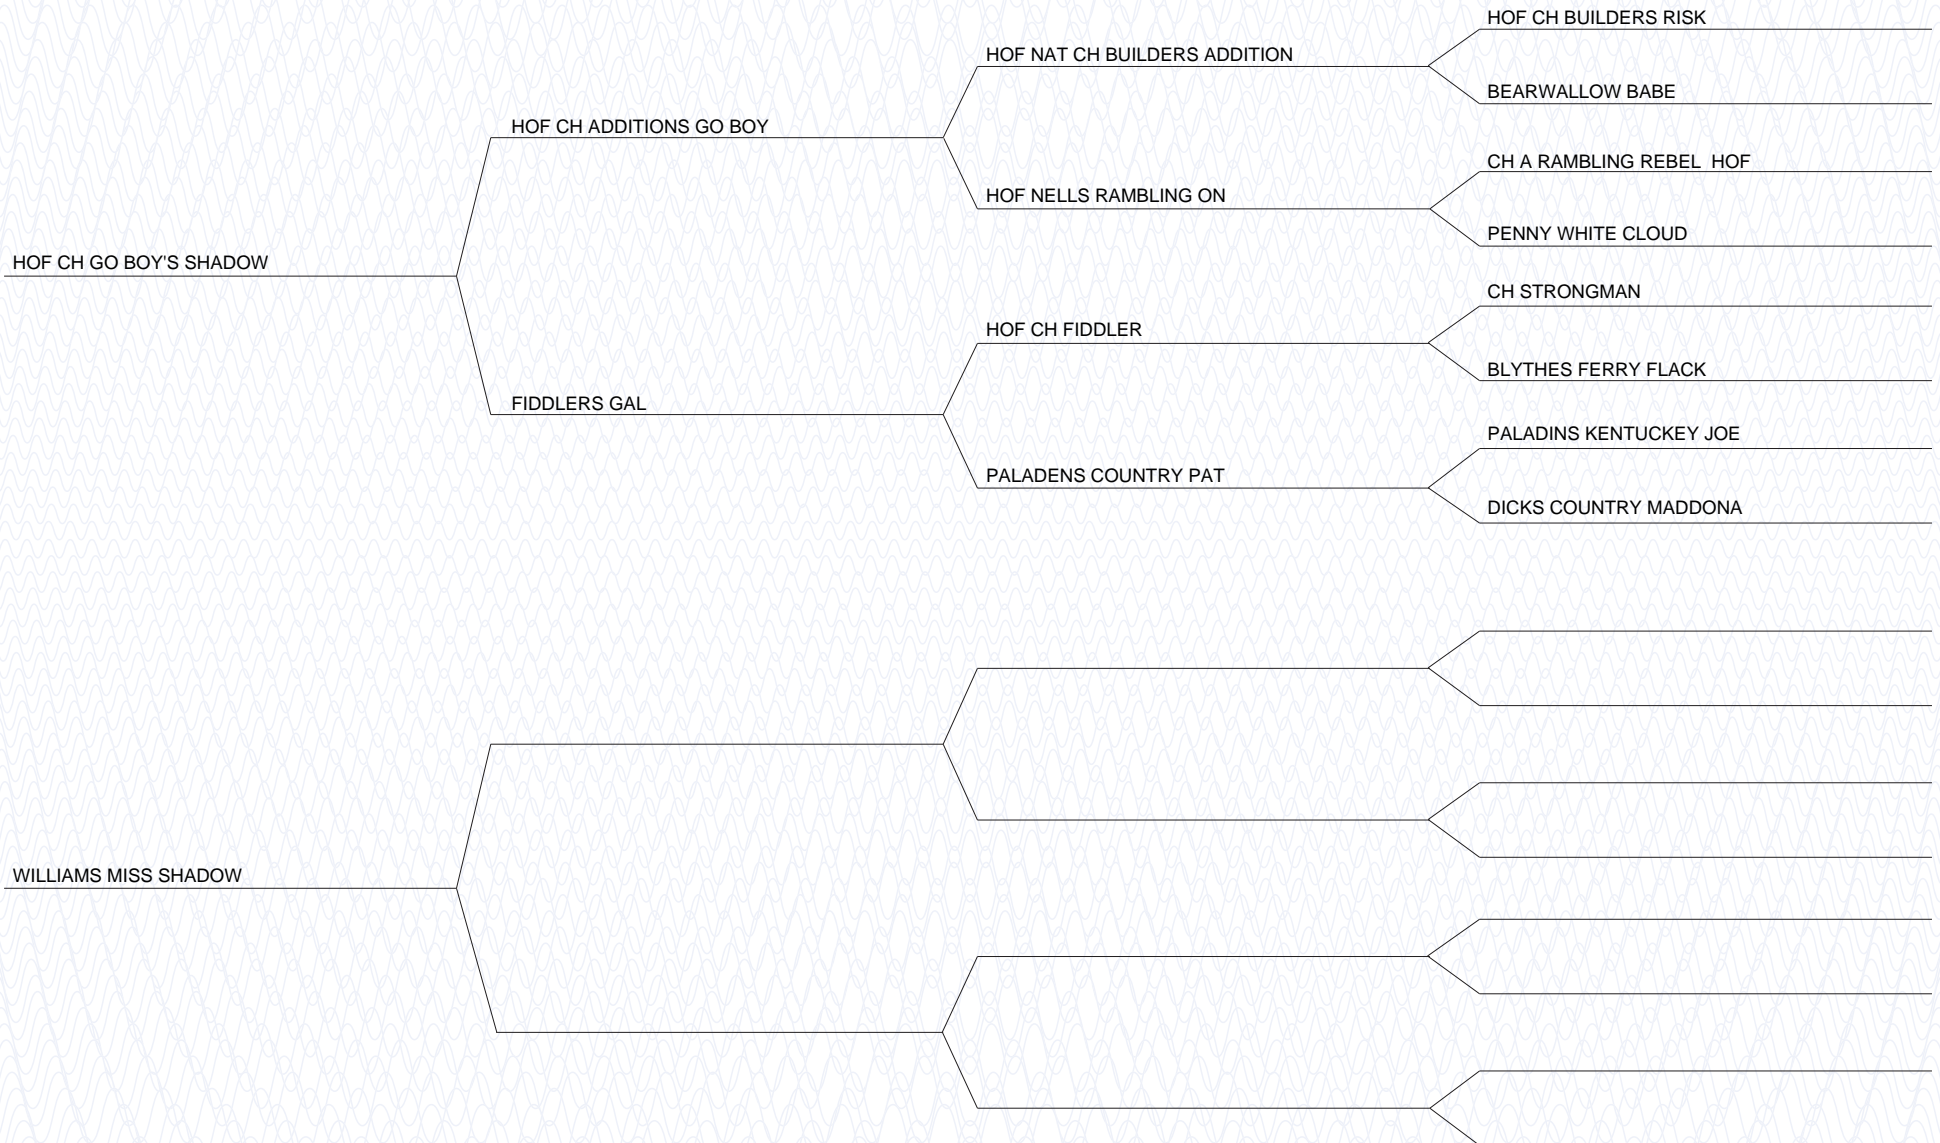 HOF CH BUILDERS RISK
HOF NAT CH BUILDERS ADDITION
BEARWALLOW BABE
HOF CH ADDITIONS GO BOY
CH A RAMBLING REBEL  HOF
HOF NELLS RAMBLING ON
PENNY WHITE CLOUD
HOF CH GO BOY'S SHADOW
CH STRONGMAN
HOF CH FIDDLER
BLYTHES FERRY FLACK
FIDDLERS GAL
PALADINS KENTUCKEY JOE
PALADENS COUNTRY PAT
DICKS COUNTRY MADDONA
WILLIAMS MISS SHADOW